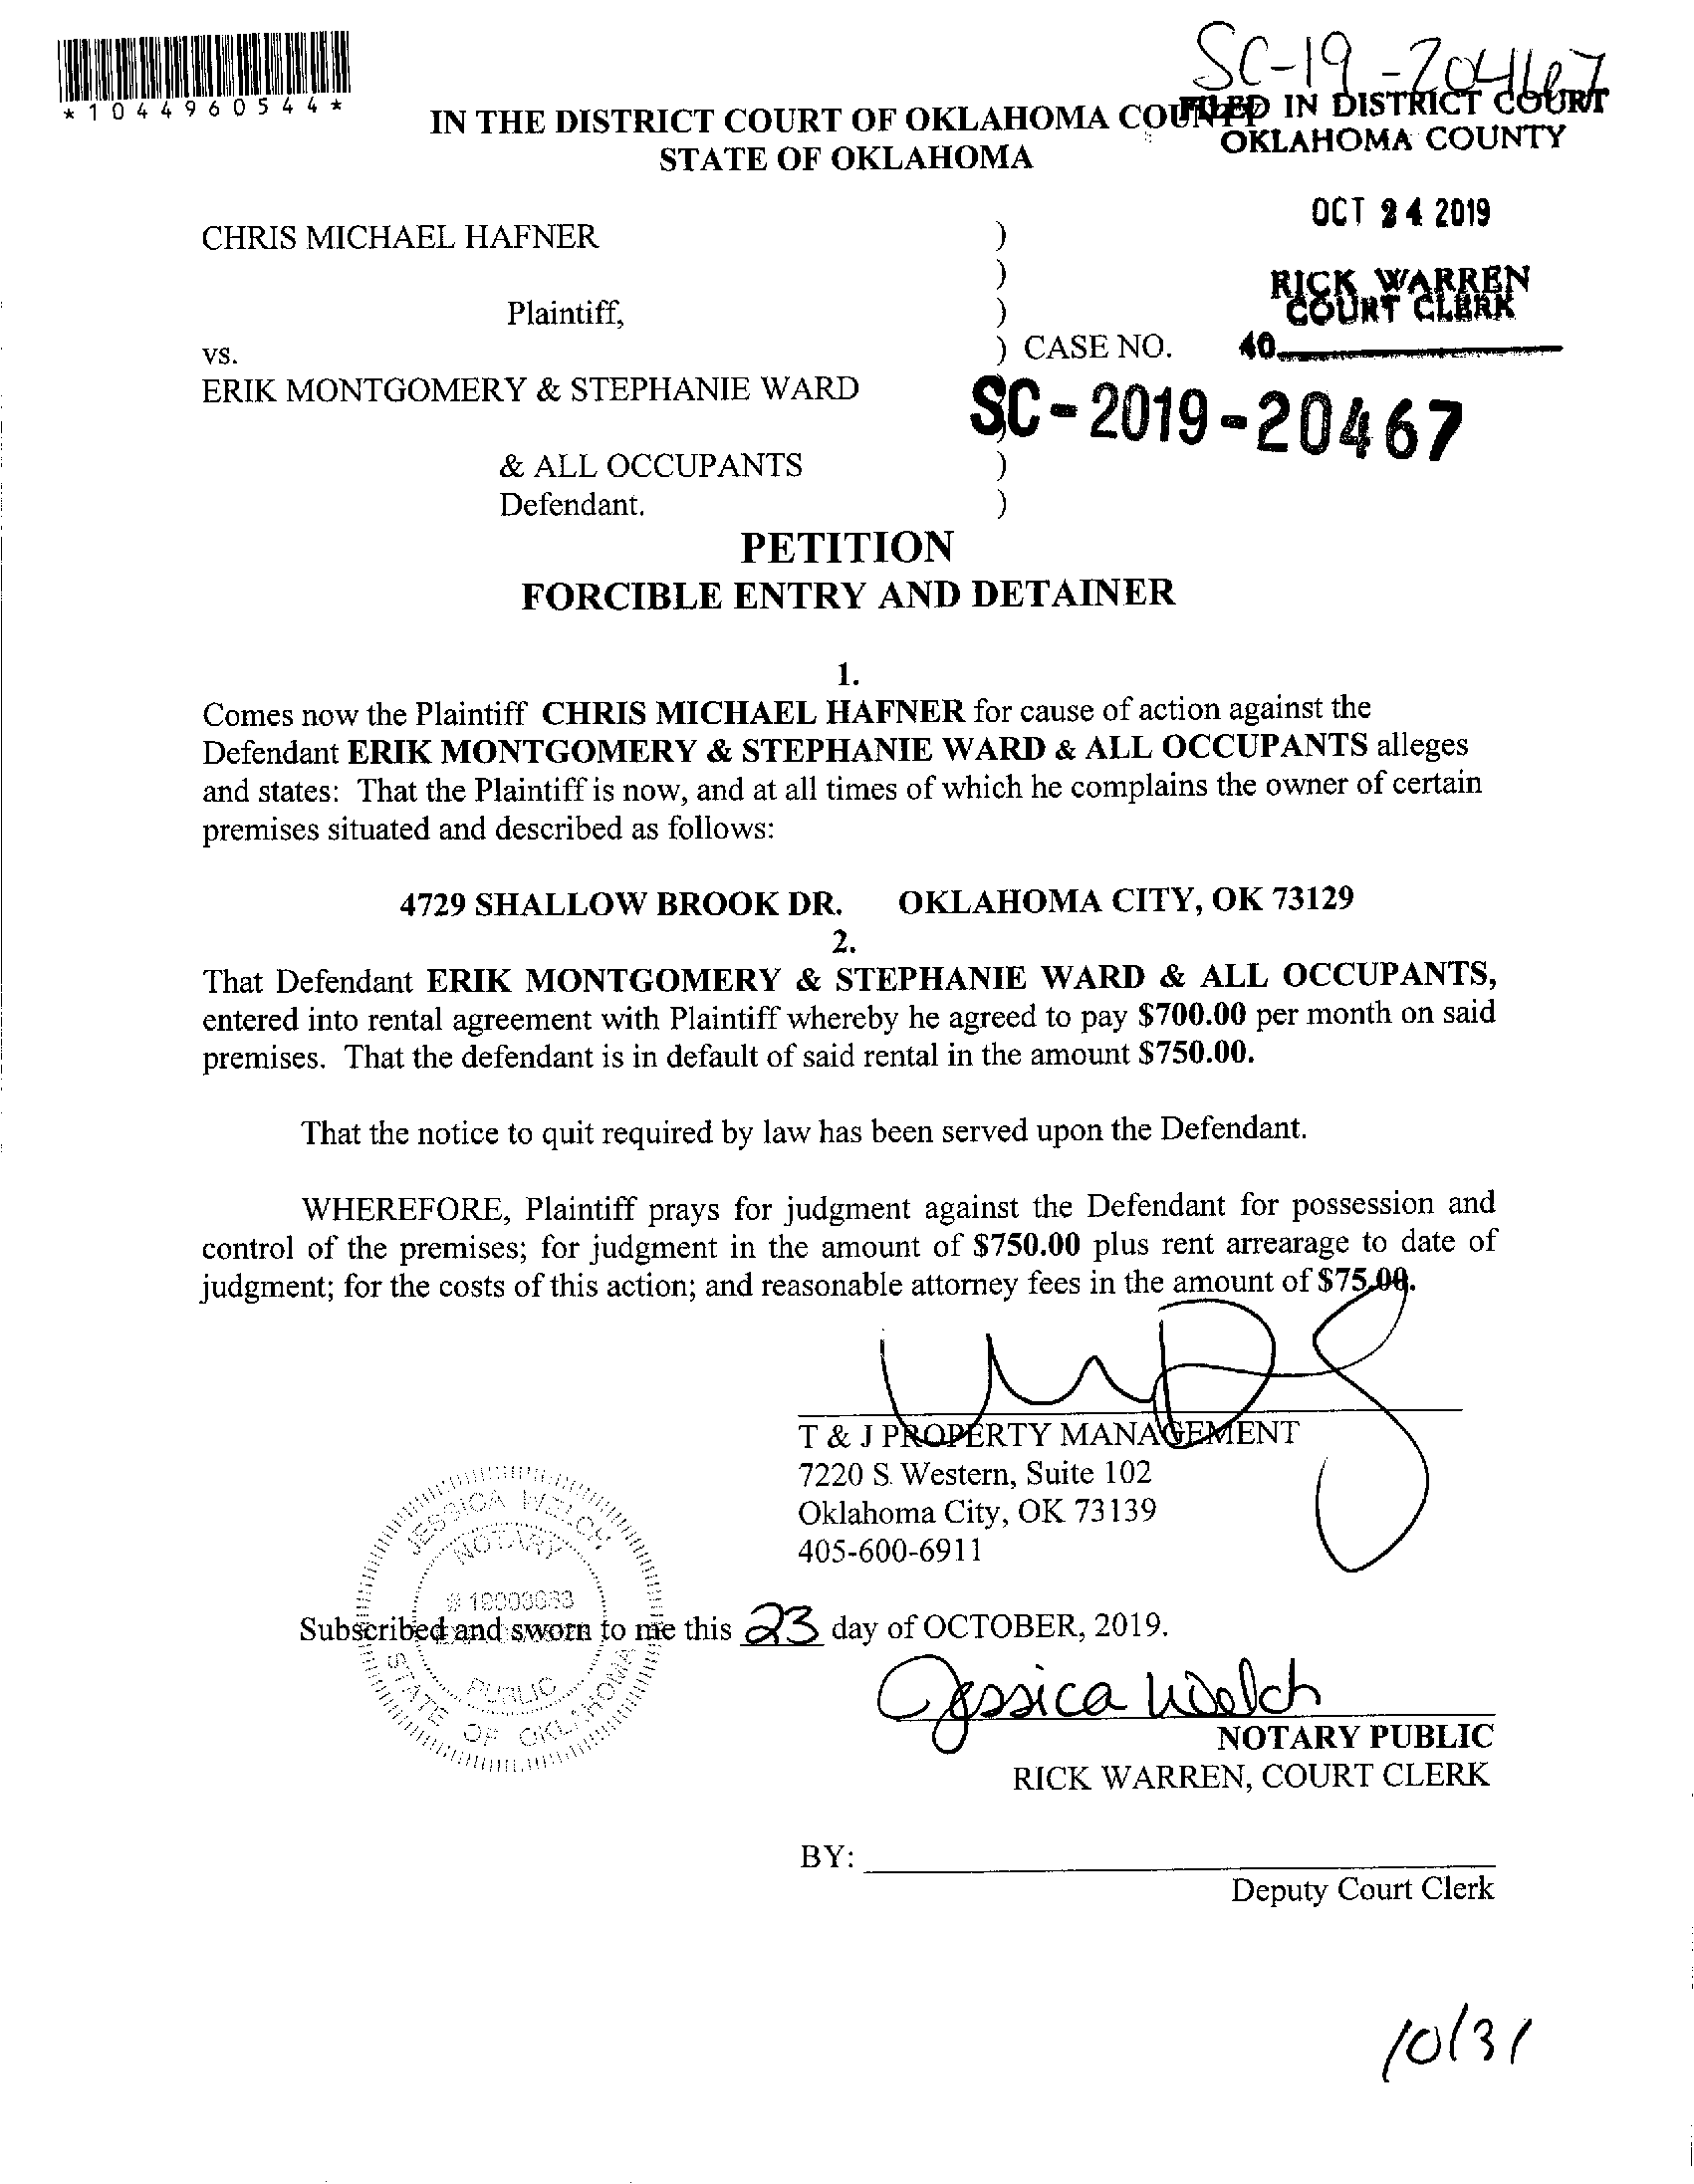 SC-19-20467
*1044960544*
IN THE DISTRICT COURT OF OKLAHOMA COUNTY
STATE OF OKLAHOMA
FILED IN DISTRICT COURT
OKLAHOMA COUNTY
OCT 24 2019
RICK WARREN
COURT CLERK
40
CHRIS MICHAEL HAFNER )
)
Plaintiff, )
vs. ) CASE NO.
ERIK MONTGOMERY & STEPHANIE WARD
SC-2019-20467
& ALL OCCUPANTS )
Defendant. )
PETITION
FORCIBLE ENTRY AND DETAINER
1.
Comes now the Plaintiff CHRIS MICHAEL HAFNER for cause of action against the
Defendant ERIK MONTGOMERY & STEPHANIE WARD & ALL OCCUPANTS alleges
and states: That the Plaintiff is now, and at all times of which he complains the owner of certain
premises situated and described as follows:
4729 SHALLOW BROOK DR. OKLAHOMA CITY, OK 73129
2.
That Defendant ERIK MONTGOMERY & STEPHANIE WARD & ALL OCCUPANTS,
entered into rental agreement with Plaintiff whereby he agreed to pay $700.00 per month on said
premises. That the defendant is in default of said rental in the amount $750.00.
That the notice to quit required by law has been served upon the Defendant.
WHEREFORE, Plaintiff prays for judgment against the Defendant for possession and
control of the premises; for judgment in the amount of $750.00 plus rent arrearage to date of
judgment; for the costs of this action; and reasonable attorney fees in the amount of $75.00.
T & J PROPERTY MANAGEMENT
7220 S. Western, Suite 102
Oklahoma City, OK 73139
405-600-6911
JESSICA WELCH
NOTARY
PUBLIC
STATE OF OKLAHOMA
Subscribed and sworn to me this 23 day of OCTOBER, 2019.
Jessica Welch
NOTARY PUBLIC
RICK WARREN, COURT CLERK
BY:
Deputy Court Clerk
10/31